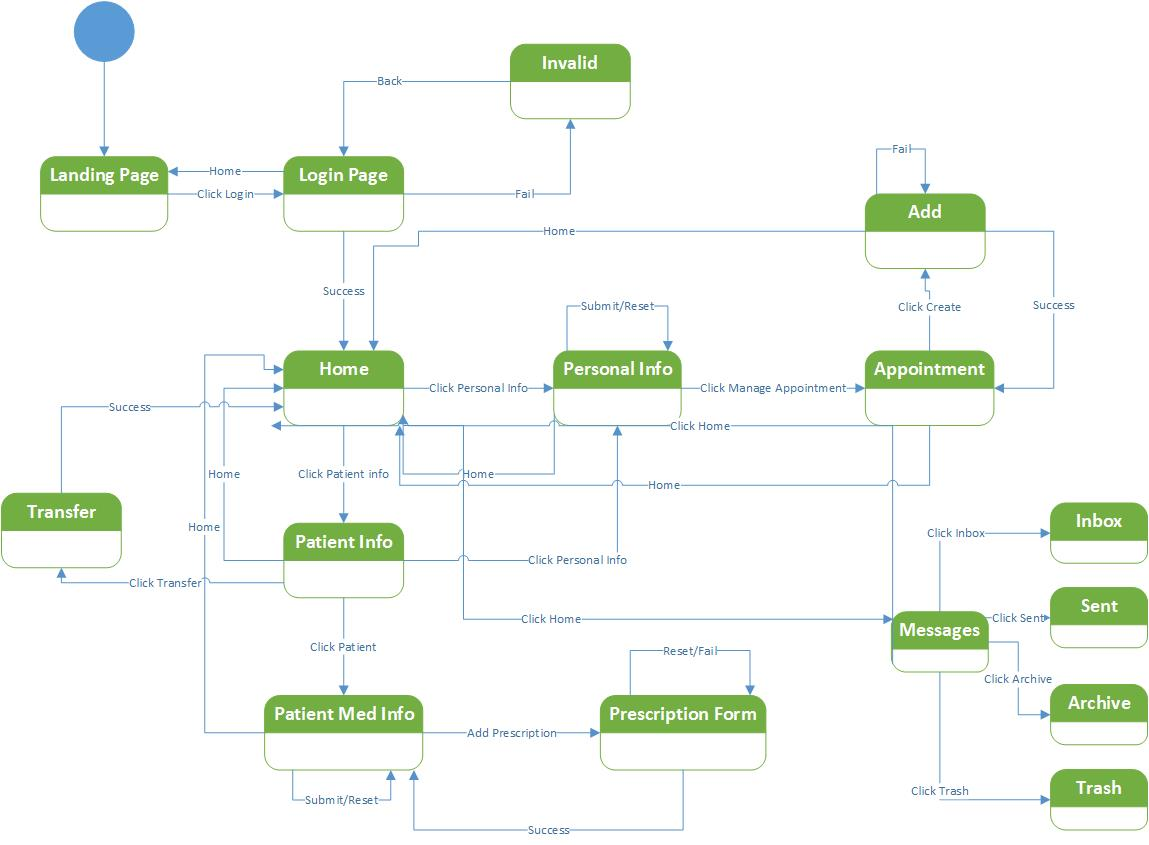 Invalid
Back
Landing Page
Home
Login Page
Click Login
Fail
Fail
Add
Home
Success
Click Create
Success
Submit/Reset
Home
Click Personal Info
Personal Info
Click Manage Appointment
Appointment
Success
Click Home
Click Patient info
Home
Home
Home
Transfer
Home
Inbox
Click Inbox
Patient Info
Click Personal Info
Click Transfer
Sent
Click Home
Click Sent
Messages
Click Patient
Reset/Fail
Click Archive
Archive
Patient Med Info
Prescription Form
Add Prescription
Click Trash
Trash
Submit/Reset
Success